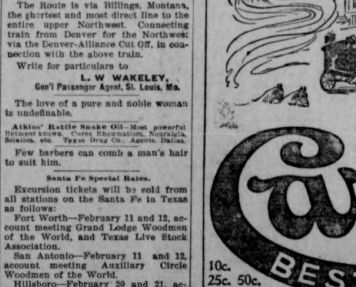 The Route is via Billings, Montana,
the shortest and most direct line to the
entire upper Northwest. Connecting
train from Denver for the Northwest
via the Denver-Alliance Cut Off, in con-
nection with the above train.
Write for particulars to
L. W WAKELEY,
Gen'l Passenger Agent, St. Louis, Mo.
The love of a pure and noble woman
is undefinable.
Atkins' Rattle Snake Oil—Most powerful
liniment known. Cures Rheumatism, Neuralgia,
Sciatica, etc. Texas Drug Co., Agents, Dallas.
Few barbers can comb a man's hair
to suit him.
Santa Fe Special Rates.
Excursion tickets will be sold from
all stations on the Santa Fe in Texas
as follows:
Fort Worth—February 11 and 12, ac-
count meeting Grand Lodge Woodmen
of the World, and Texas Live Stock
Association.
San Antonio—February 11 and 12,
account meeting Auxiliary Circle
Woodmen of the World.
Hillsboro—February 20 and 21, ac-
Ca
10c.
25c. 50c.
BES